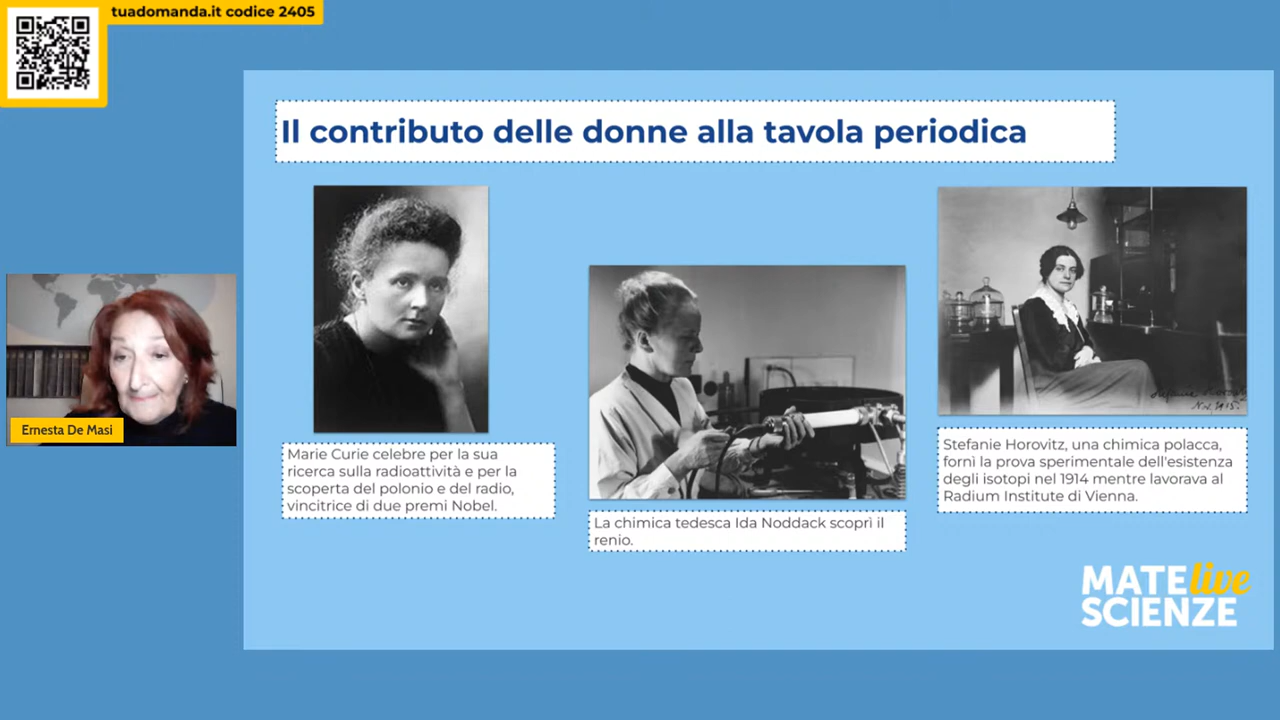 tuadomanda.it codice 2405
Il contributo delle donne alla tavola periodica
Ernesta De Masi
Marie Curie celebre per la sua
ricerca sulla radioattività e per la
scoperta del polonio e del radio,
vincitrice di due premi Nobel.
La chimica tedesca Ida Noddack scoprì il
renio.
Stefanie Horovitz, una chimica polacca,
fornì la prova sperimentale dell'esistenza
degli isotopi nel 1914 mentre lavorava al
Radium Institute di Vienna.
MATE live
SCIENZE